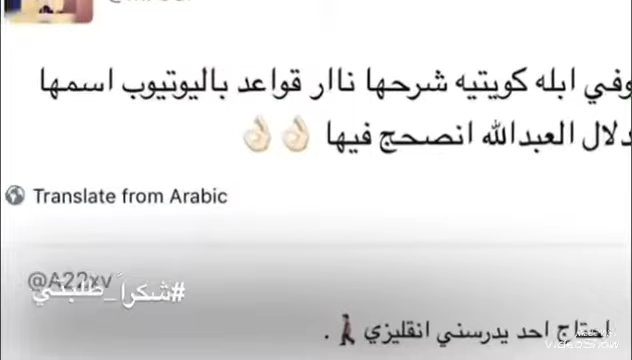 وفي ابله كويتيه شرحها ناار قواعد باليوتيوب اسمها
دلال العبدالله انصحج فيها 👌🏻👌🏻
Translate from Arabic
@A22xv
#شكراً_طلبتي
احتاج احد يدرسني انقليزي🚶🏻.